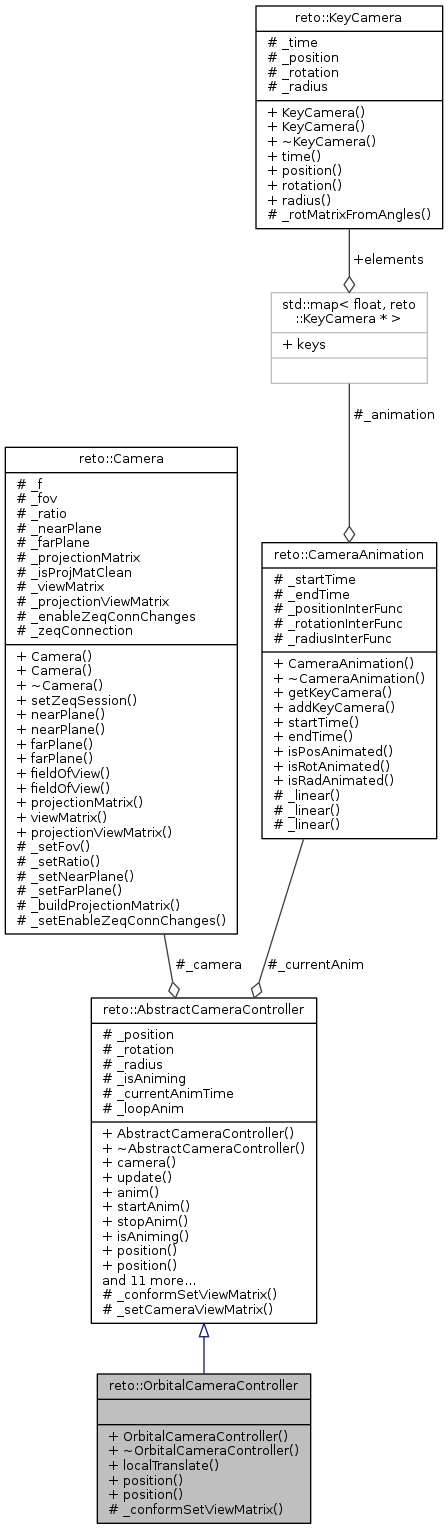 reto::KeyCamera
# _time
# _position
# _rotation
# _radius
+ KeyCamera()
+ KeyCamera()
+ ~KeyCamera()
+ time()
+ position()
+ rotation()
+ radius()
# _rotMatrixFromAngles()
+elements
std::map< float, reto
::KeyCamera * >
+ keys
#_animation
reto::Camera
# _f
# _fov
# _ratio
# _nearPlane
# _farPlane
# _projectionMatrix
# _isProjMatClean
# _viewMatrix
# _projectionViewMatrix
# _enableZeqConnChanges
# _zeqConnection
+ Camera()
+ Camera()
+ ~Camera()
+ setZeqSession()
+ nearPlane()
+ nearPlane()
+ farPlane()
+ farPlane()
+ fieldOfView()
+ fieldOfView()
+ projectionMatrix()
+ viewMatrix()
+ projectionViewMatrix()
# _setFov()
# _setRatio()
# _setNearPlane()
# _setFarPlane()
# _buildProjectionMatrix()
# _setEnableZeqConnChanges()
reto::CameraAnimation
# _startTime
# _endTime
# _positionInterFunc
# _rotationInterFunc
# _radiusInterFunc
+ CameraAnimation()
+ ~CameraAnimation()
+ getKeyCamera()
+ addKeyCamera()
+ startTime()
+ endTime()
+ isPosAnimated()
+ isRotAnimated()
+ isRadAnimated()
# _linear()
# _linear()
# _linear()
#_camera
#_currentAnim
reto::AbstractCameraController
# _position
# _rotation
# _radius
# _isAniming
# _currentAnimTime
# _loopAnim
+ AbstractCameraController()
+ ~AbstractCameraController()
+ camera()
+ update()
+ anim()
+ startAnim()
+ stopAnim()
+ isAniming()
+ position()
+ position()
and 11 more...
# _conformSetViewMatrix()
# _setCameraViewMatrix()
reto::OrbitalCameraController
+ OrbitalCameraController()
+ ~OrbitalCameraController()
+ localTranslate()
+ position()
+ position()
# _conformSetViewMatrix()